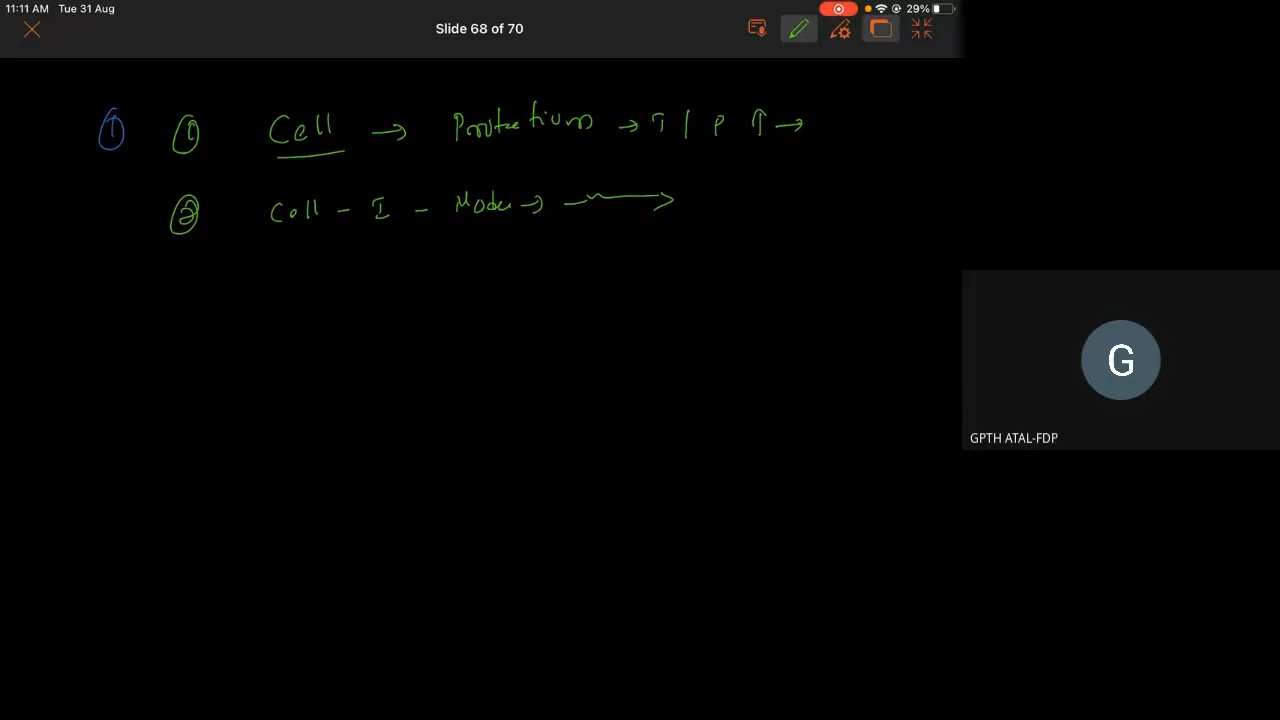 11:11 AM Tue 31 Aug 29%
Slide 68 of 70
① ① Cell → Protections → T / P ↑ →
② Cell - I - Mode → →
G
GPTH ATAL-FDP